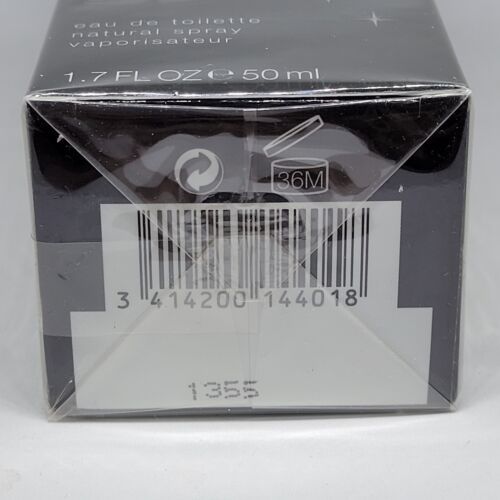 eau de toilette
natural spray
vaporisateur
1.7 FL OZ ℮ 50 ml
36M
3 414200 144018
1355